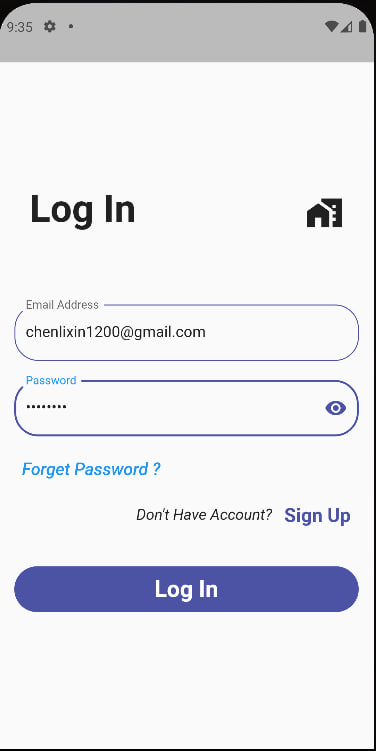 9:35
Log In
Email Address
chenlixin1200@gmail.com
Password
••••••••
Forget Password ?
Don't Have Account? Sign Up
Log In